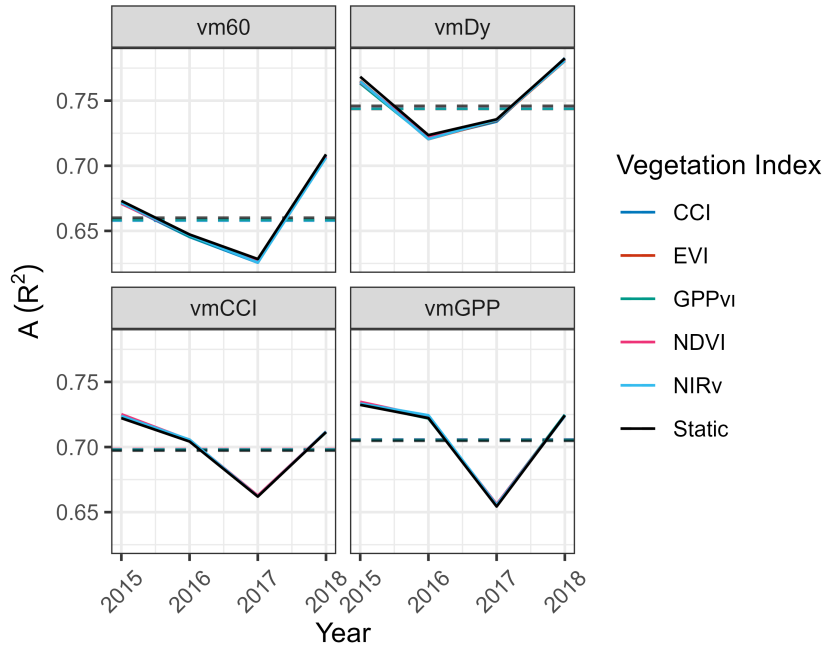 vm60 vmDy
0.75
0.70
0.65
vmCCI vmGPP
0.75
0.70
0.65
A (R²)
2015 2016 2017 2018 2015 2016 2017 2018
Year
Vegetation Index
CCI
EVI
GPPVI
NDVI
NIRv
Static